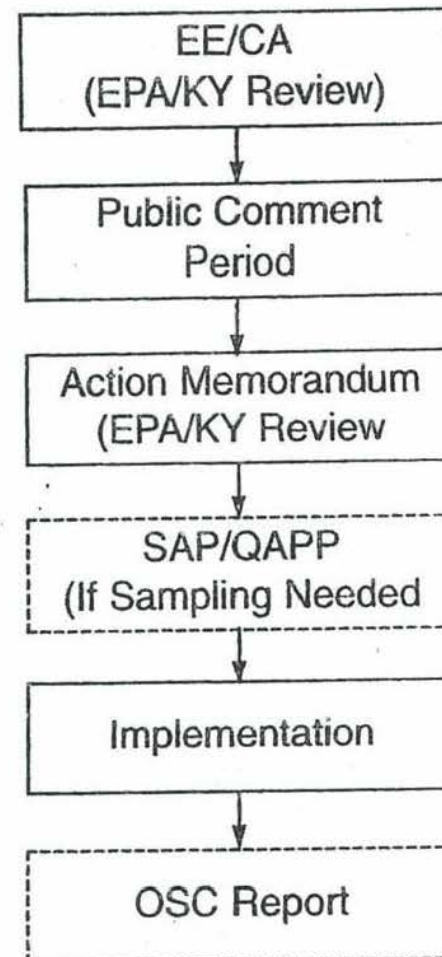 EE/CA
(EPA/KY Review)
Public Comment
Period
Action Memorandum
(EPA/KY Review
SAP/QAPP
(If Sampling Needed
Implementation
OSC Report